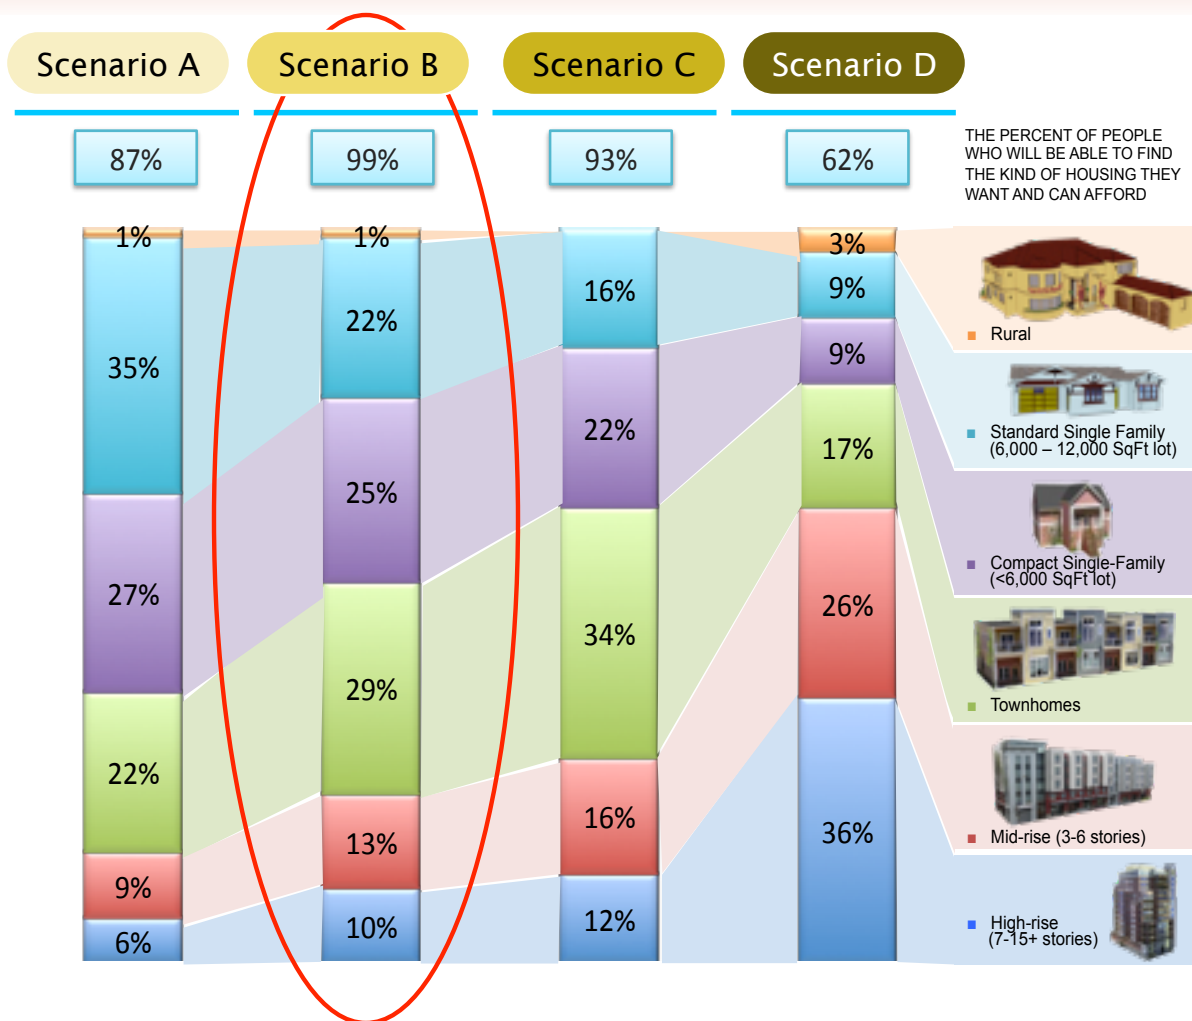 Scenario A
Scenario B
Scenario C
Scenario D
87%
99%
93%
62%
THE PERCENT OF PEOPLE
WHO WILL BE ABLE TO FIND
THE KIND OF HOUSING THEY
WANT AND CAN AFFORD
1%
35%
27%
22%
9%
6%
1%
22%
25%
29%
13%
10%
16%
22%
34%
16%
12%
3%
9%
9%
17%
26%
36%
Rural
Standard Single Family
(6,000 – 12,000 SqFt lot)
Compact Single-Family
(<6,000 SqFt lot)
Townhomes
Mid-rise (3-6 stories)
High-rise
(7-15+ stories)